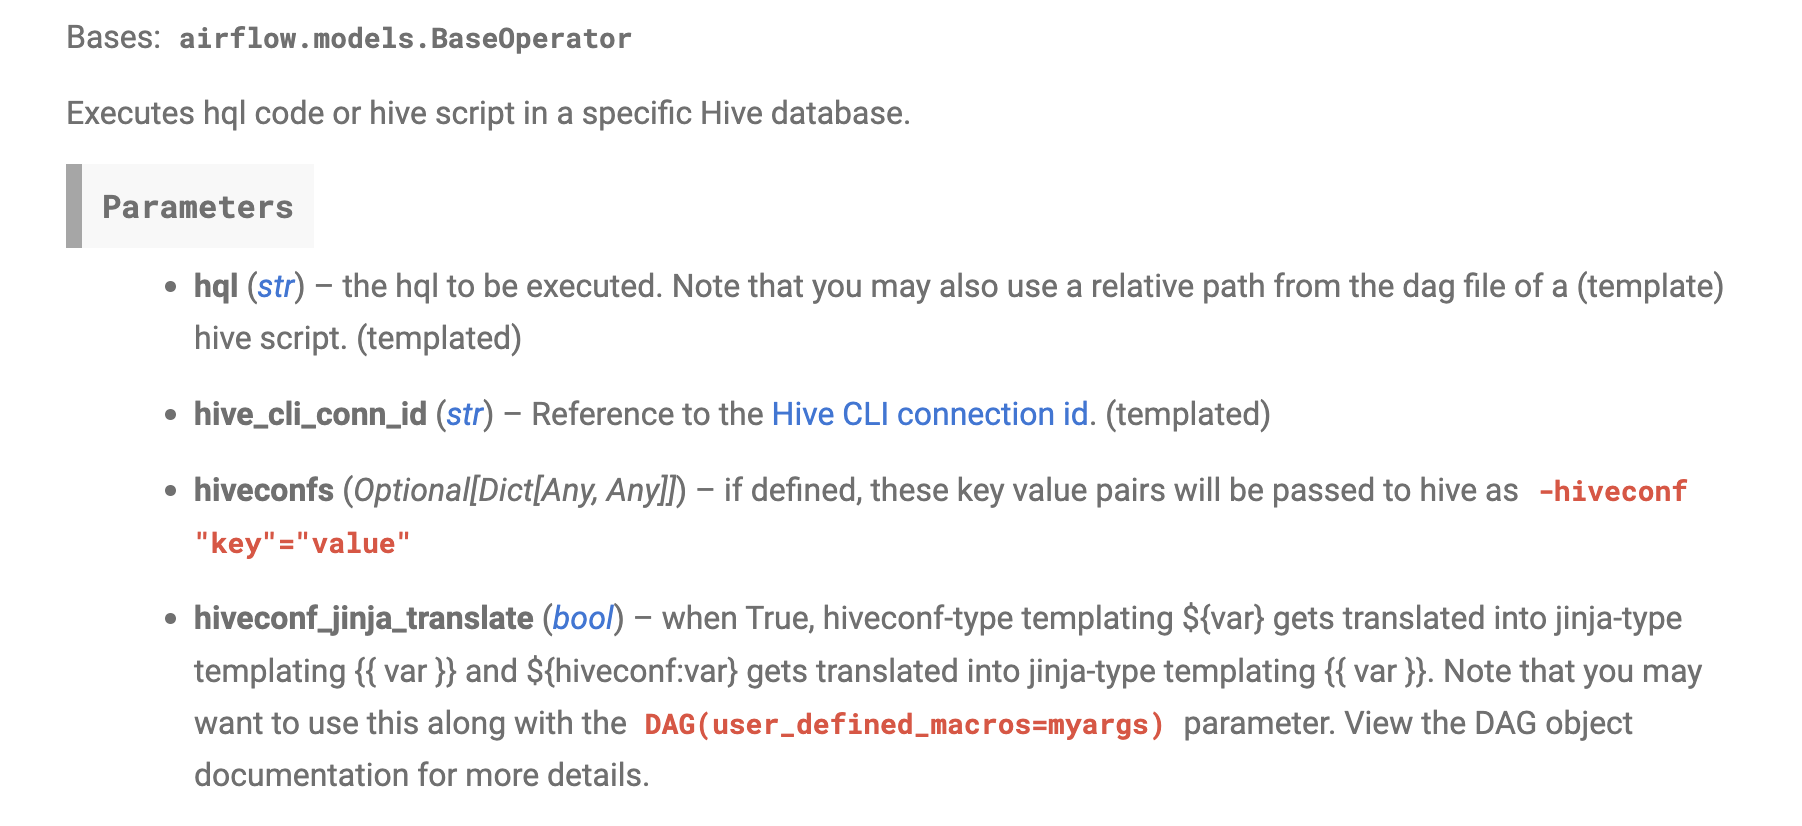 Bases: airflow.models.BaseOperator
Executes hql code or hive script in a specific Hive database.
Parameters
• hql (str) – the hql to be executed. Note that you may also use a relative path from the dag file of a (template)
hive script. (templated)
• hive_cli_conn_id (str) – Reference to the Hive CLI connection id. (templated)
• hiveconfs (Optional[Dict[Any, Any]]) – if defined, these key value pairs will be passed to hive as -hiveconf
"key"="value"
• hiveconf_jinja_translate (bool) – when True, hiveconf-type templating ${var} gets translated into jinja-type
templating {{ var }} and ${hiveconf:var} gets translated into jinja-type templating {{ var }}. Note that you may
want to use this along with the DAG(user_defined_macros=myargs) parameter. View the DAG object
documentation for more details.